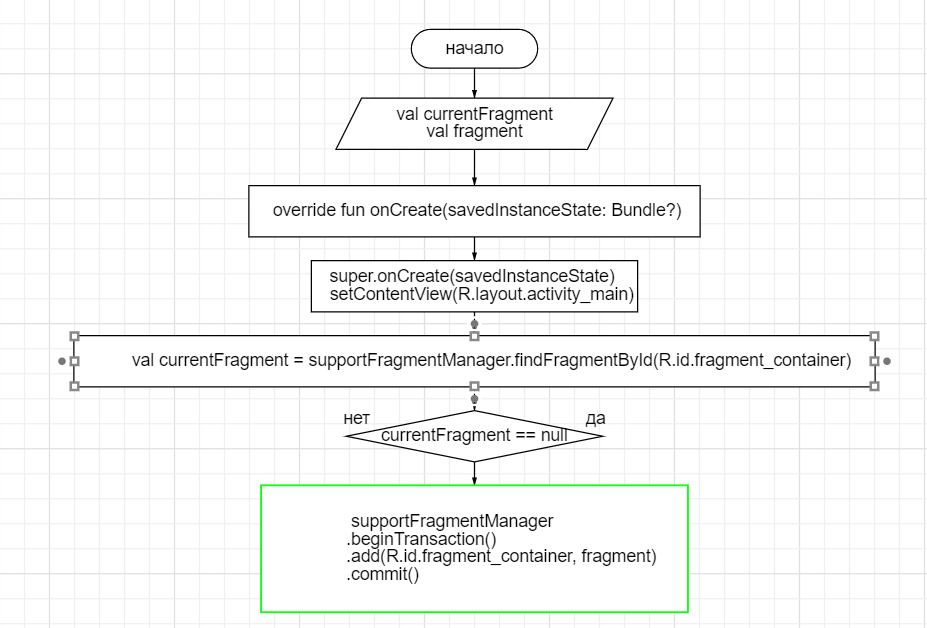 начало
val currentFragment
val fragment
override fun onCreate(savedInstanceState: Bundle?)
super.onCreate(savedInstanceState)
setContentView(R.layout.activity_main)
val currentFragment = supportFragmentManager.findFragmentById(R.id.fragment_container)
нет
да
currentFragment == null
supportFragmentManager
.beginTransaction()
.add(R.id.fragment_container, fragment)
.commit()